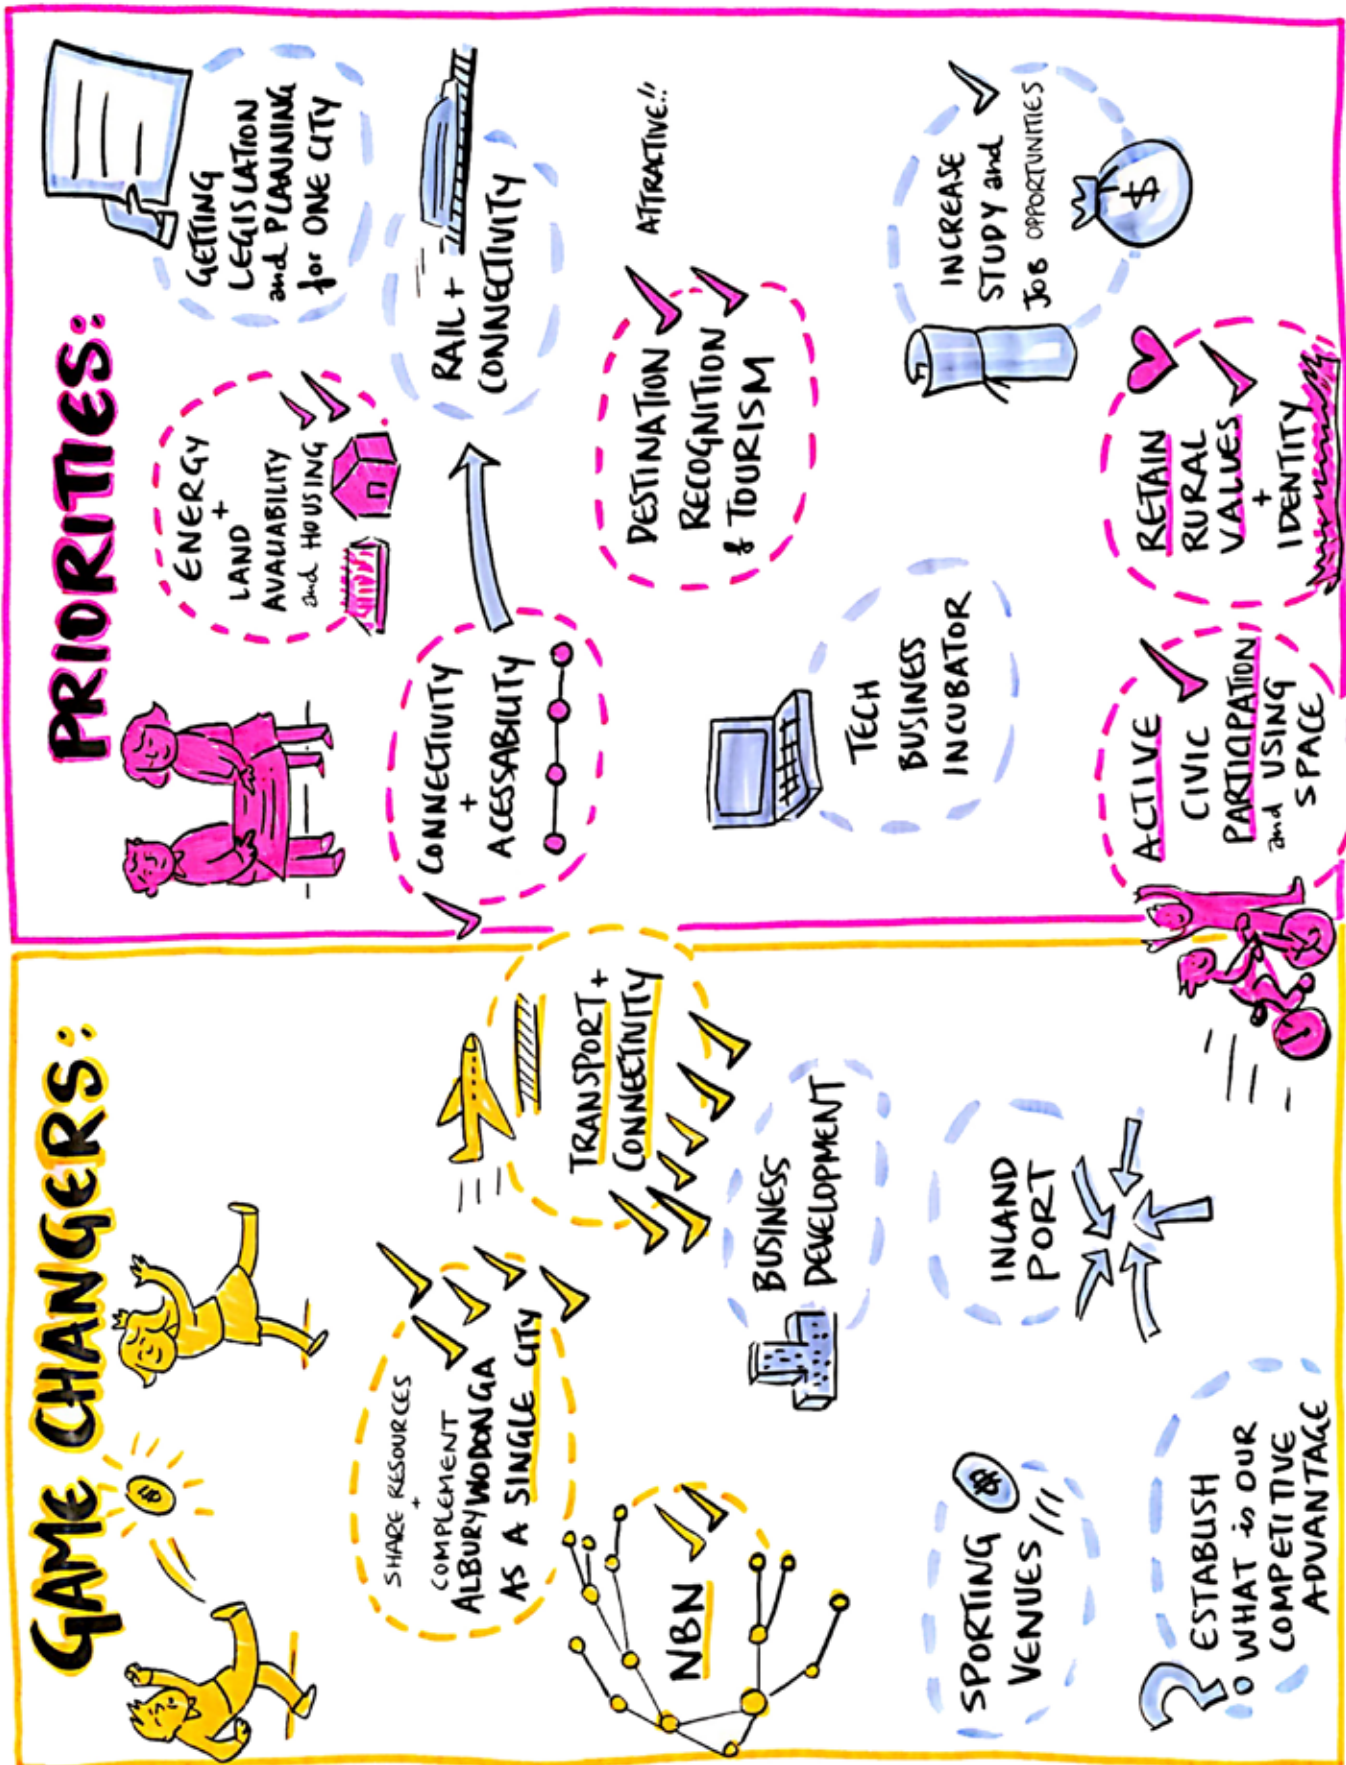 GAME CHANGERS:
SHARE RESOURCES
+
COMPLEMENT
ALBURYWODONGA
AS A SINGLE CITY
TRANSPORT +
CONNECTIVITY
NBN
BUSINESS
DEVELOPMENT
SPORTING
VENUES
$
INLAND
PORT
?
ESTABLISH
WHAT is OUR
COMPETITIVE
ADVANTAGE
PRIORITIES:
ENERGY
+
LAND
AVAILABILITY
and HOUSING
GETTING
LEGISLATION
and PLANNING
for ONE CITY
CONNECTIVITY
+
ACESSABILITY
RAIL +
CONNECTIVITY
DESTINATION
RECOGNITION
& TOURISM
ATTRACTIVE!!
TECH
BUSINESS
INCUBATOR
INCREASE
STUDY and
JOB OPPORTUNITIES
$
ACTIVE
CIVIC
PARTICIPATION
and USING
SPACE
RETAIN
RURAL
VALUES
+
IDENTITY